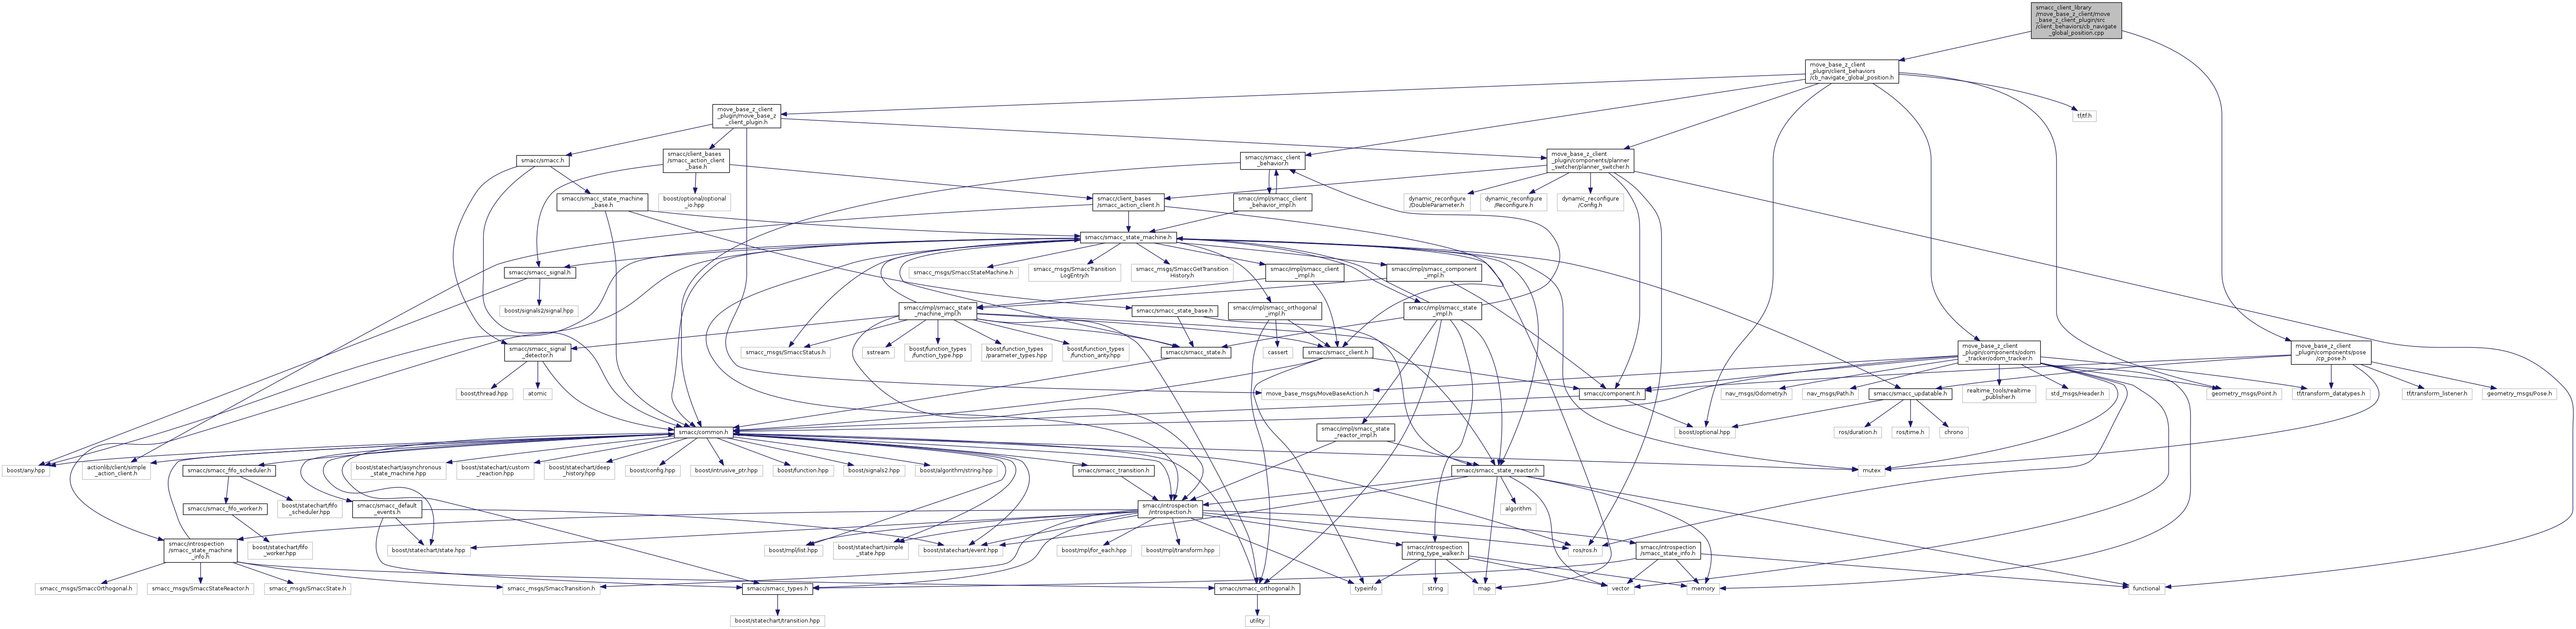 smacc_client_library
/move_base_z_client/move
_base_z_client_plugin/src
/client_behaviors/cb_navigate
_global_position.cpp
move_base_z_client
_plugin/client_behaviors
/cb_navigate_global_position.h
move_base_z_client
_plugin/move_base_z
_client_plugin.h
tf/tf.h
smacc/smacc.h
smacc/client_bases
/smacc_action_client
_base.h
smacc/smacc_client
_behavior.h
move_base_z_client
_plugin/components/planner
_switcher/planner_switcher.h
smacc/smacc_state_machine
_base.h
boost/optional/optional
_io.hpp
smacc/client_bases
/smacc_action_client.h
smacc/impl/smacc_client
_behavior_impl.h
dynamic_reconfigure
/DoubleParameter.h
dynamic_reconfigure
/Reconfigure.h
dynamic_reconfigure
/Config.h
smacc/smacc_state_machine.h
smacc/smacc_signal.h
smacc_msgs/SmaccStateMachine.h
smacc_msgs/SmaccTransition
LogEntry.h
smacc_msgs/SmaccGetTransition
History.h
smacc/impl/smacc_client
_impl.h
smacc/impl/smacc_component
_impl.h
boost/signals2/signal.hpp
smacc/impl/smacc_state
_machine_impl.h
smacc/smacc_state_base.h
smacc/impl/smacc_orthogonal
_impl.h
smacc/impl/smacc_state
_impl.h
smacc/smacc_signal
_detector.h
smacc_msgs/SmaccStatus.h
sstream
boost/function_types
/function_type.hpp
boost/function_types
/parameter_types.hpp
boost/function_types
/function_arity.hpp
smacc/smacc_state.h
cassert
smacc/smacc_client.h
move_base_z_client
_plugin/components/odom
_tracker/odom_tracker.h
move_base_z_client
_plugin/components/pose
/cp_pose.h
boost/thread.hpp
atomic
move_base_msgs/MoveBaseAction.h
smacc/component.h
nav_msgs/Odometry.h
nav_msgs/Path.h
smacc/smacc_updatable.h
realtime_tools/realtime
_publisher.h
std_msgs/Header.h
geometry_msgs/Point.h
tf/transform_datatypes.h
tf/transform_listener.h
geometry_msgs/Pose.h
smacc/common.h
smacc/impl/smacc_state
_reactor_impl.h
boost/optional.hpp
ros/duration.h
ros/time.h
chrono
boost/any.hpp
actionlib/client/simple
_action_client.h
smacc/smacc_fifo_scheduler.h
boost/statechart/asynchronous
_state_machine.hpp
boost/statechart/custom
_reaction.hpp
boost/statechart/deep
_history.hpp
boost/config.hpp
boost/intrusive_ptr.hpp
boost/function.hpp
boost/signals2.hpp
boost/algorithm/string.hpp
smacc/smacc_transition.h
smacc/smacc_state_reactor.h
mutex
smacc/smacc_fifo_worker.h
boost/statechart/fifo
_scheduler.hpp
smacc/smacc_default
_events.h
smacc/introspection
/introspection.h
algorithm
smacc/introspection
/smacc_state_machine
_info.h
boost/statechart/fifo
_worker.hpp
boost/statechart/state.hpp
boost/mpl/list.hpp
boost/statechart/simple
_state.hpp
boost/statechart/event.hpp
boost/mpl/for_each.hpp
boost/mpl/transform.hpp
smacc/introspection
/string_type_walker.h
ros/ros.h
smacc/introspection
/smacc_state_info.h
smacc_msgs/SmaccOrthogonal.h
smacc_msgs/SmaccStateReactor.h
smacc_msgs/SmaccState.h
smacc_msgs/SmaccTransition.h
smacc/smacc_types.h
smacc/smacc_orthogonal.h
typeinfo
string
map
vector
memory
functional
boost/statechart/transition.hpp
utility